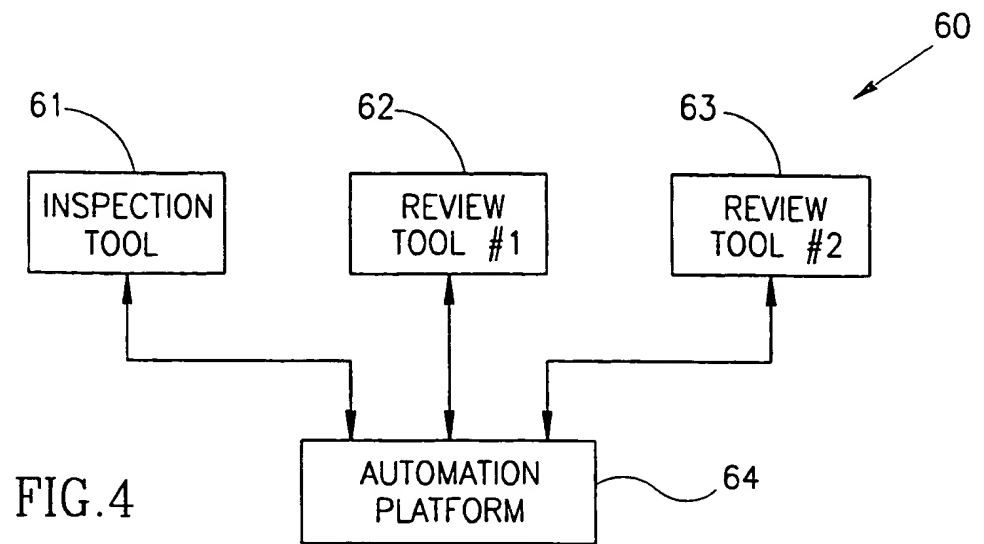 60
61
62
63
INSPECTION
TOOL
REVIEW
TOOL #1
REVIEW
TOOL #2
AUTOMATION
PLATFORM
64
FIG.4